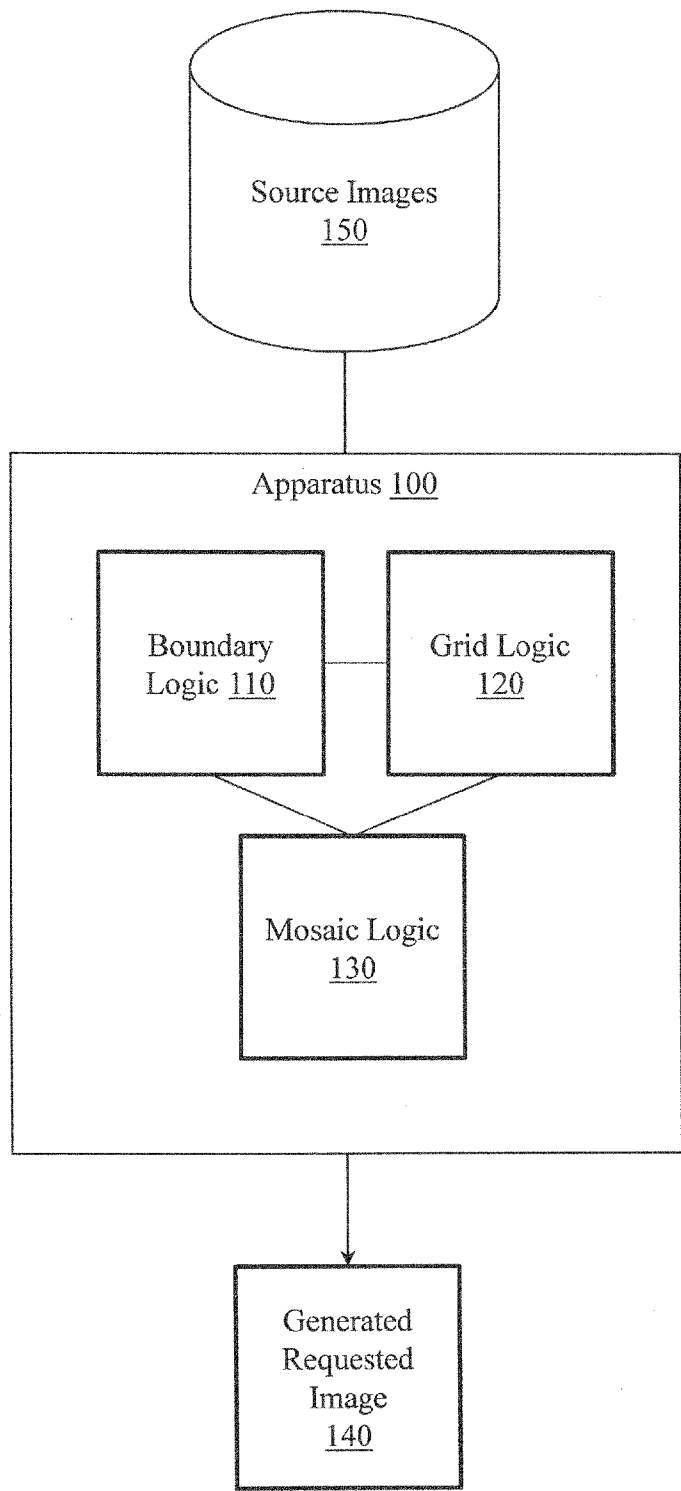 Source Images
150
Apparatus 100
Boundary
Logic 110
Grid Logic
120
Mosaic Logic
130
Generated
Requested
Image
140